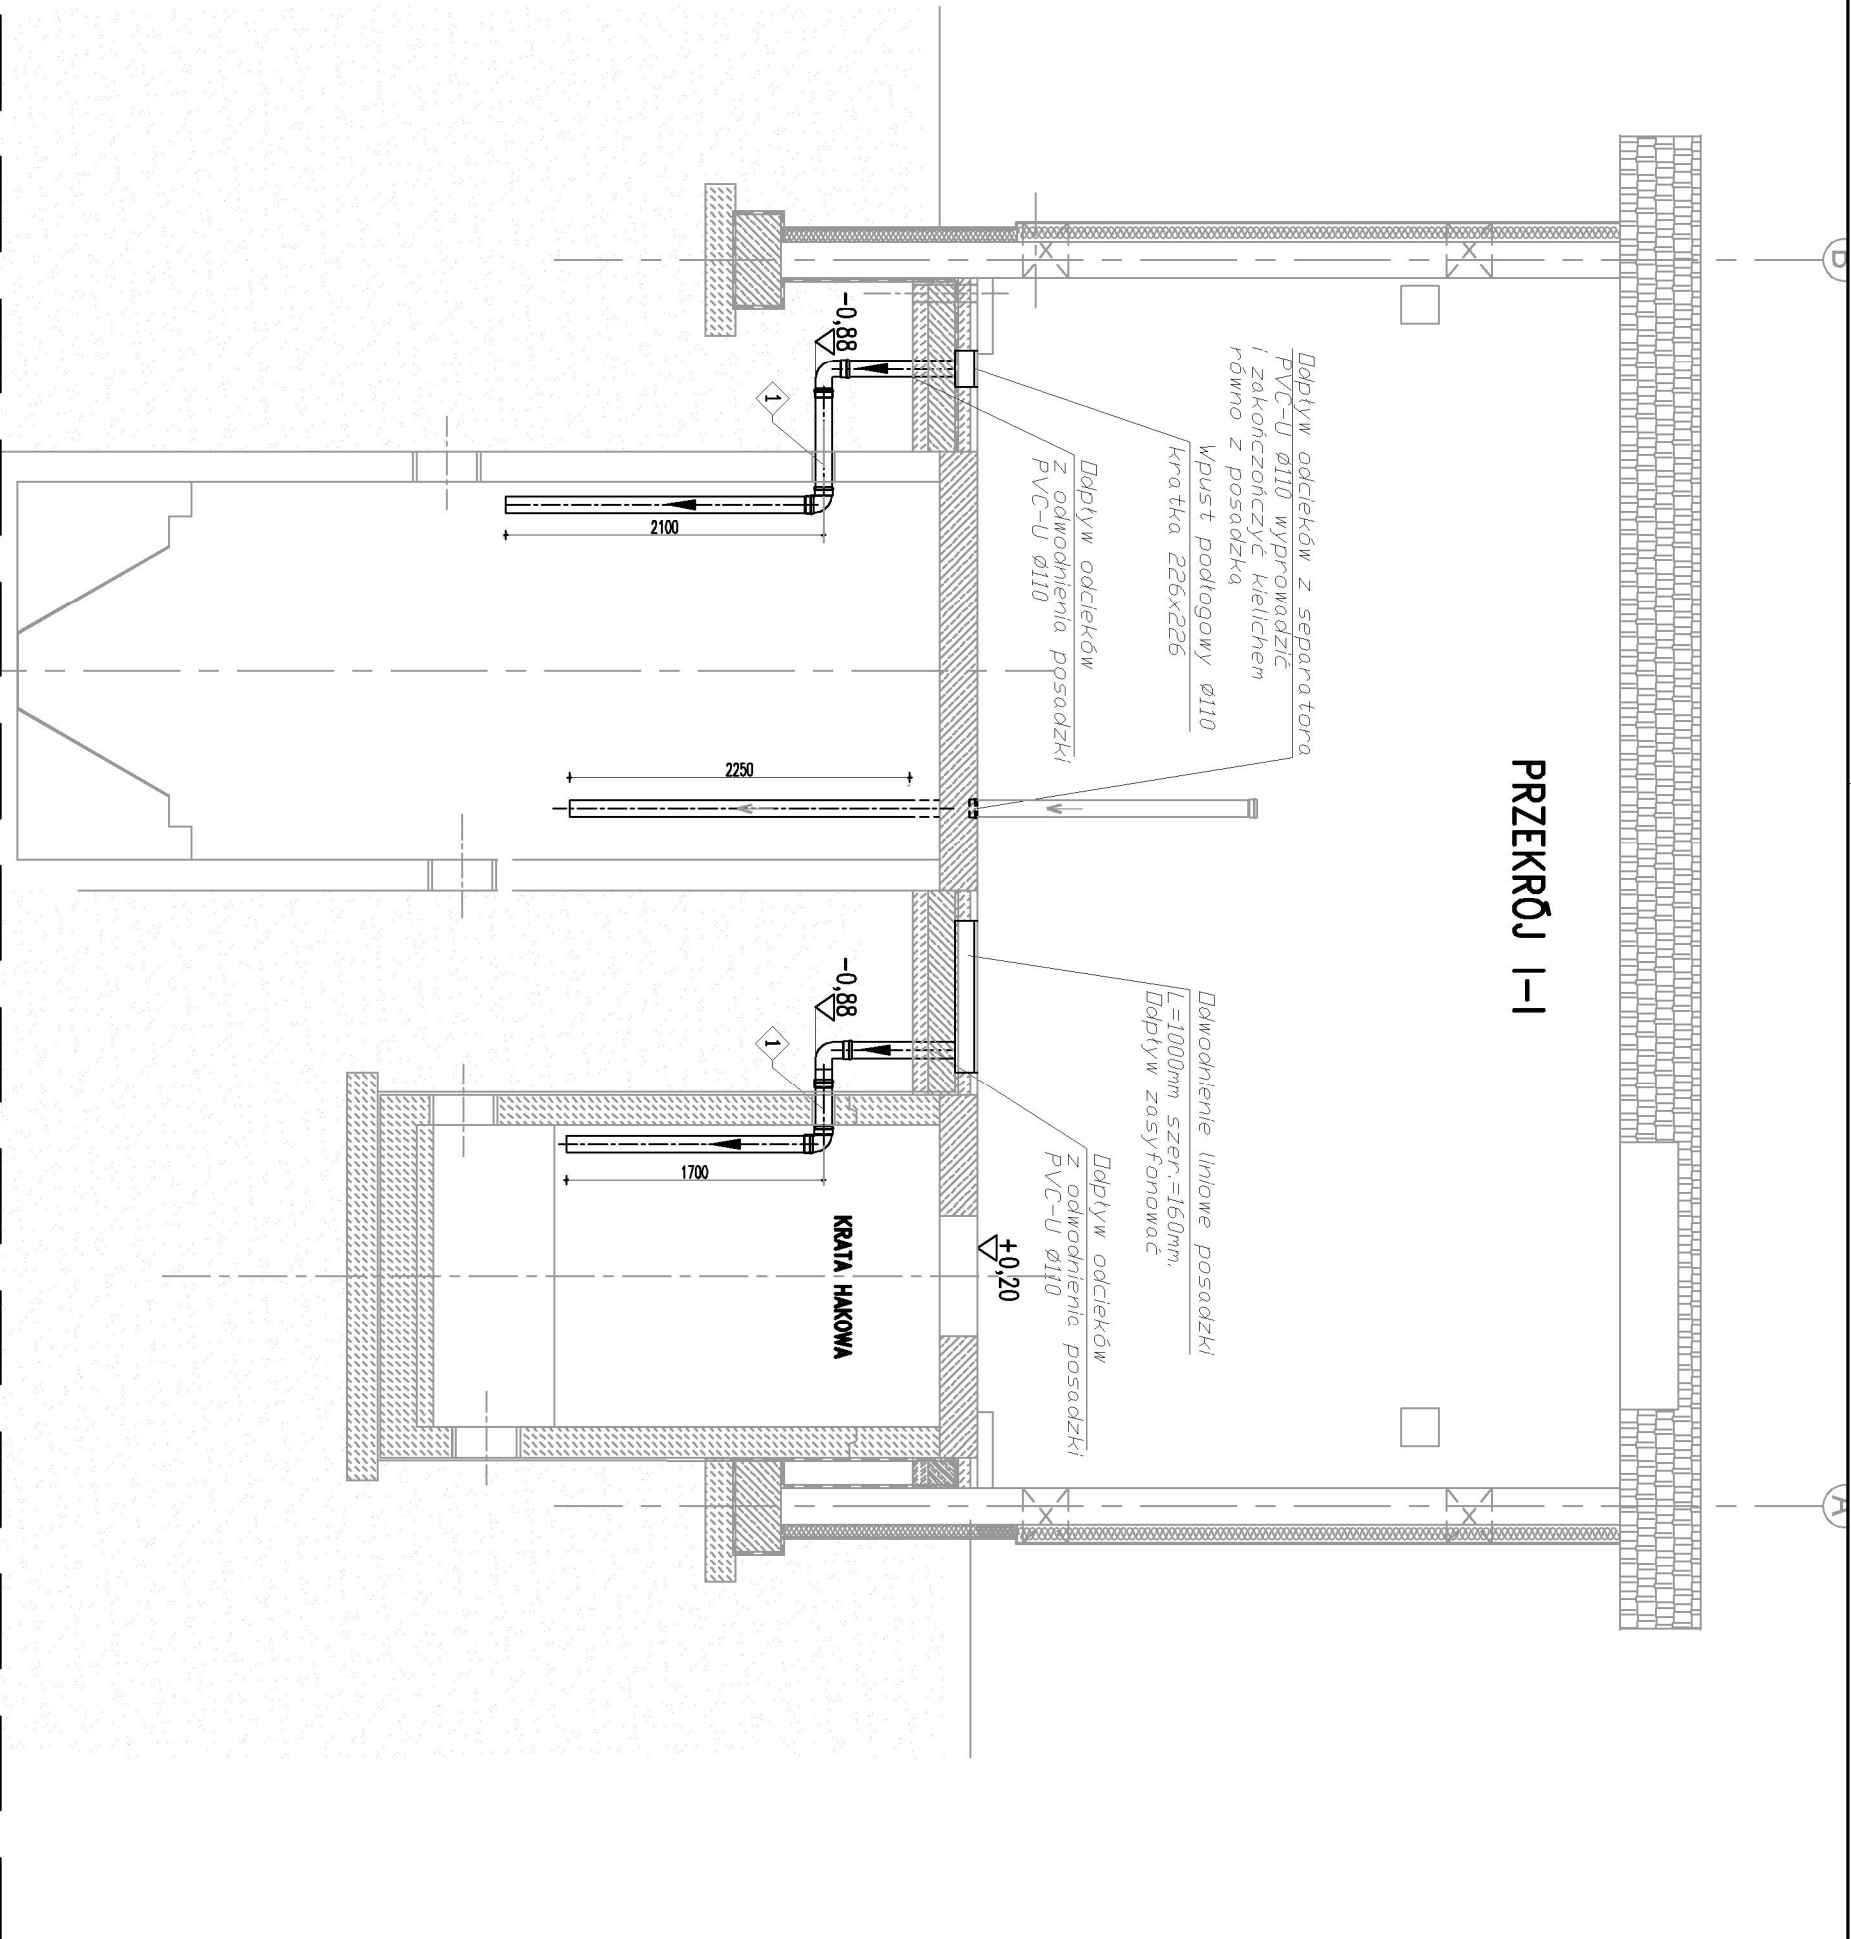 PRZEKRÓJ I-I
B
A
Odpływ odcieków z separatora
PVC-U Ø110 wyprowadzić
i zakończończyć kielichem
równo z posadzką
Wpust podłogowy Ø110
kratka 226x226
Odpływ odcieków
z odwodnienia posadzki
PVC-U Ø110
Odwodnienie liniowe posadzki
L=1000mm szer.=160mm.
Odpływ zasyfonować
Odpływ odcieków
z odwodnienia posadzki
PVC-U Ø110
+0,20
-0,88
-0,88
KRATA HAKOWA
1
1
2100
2250
1700